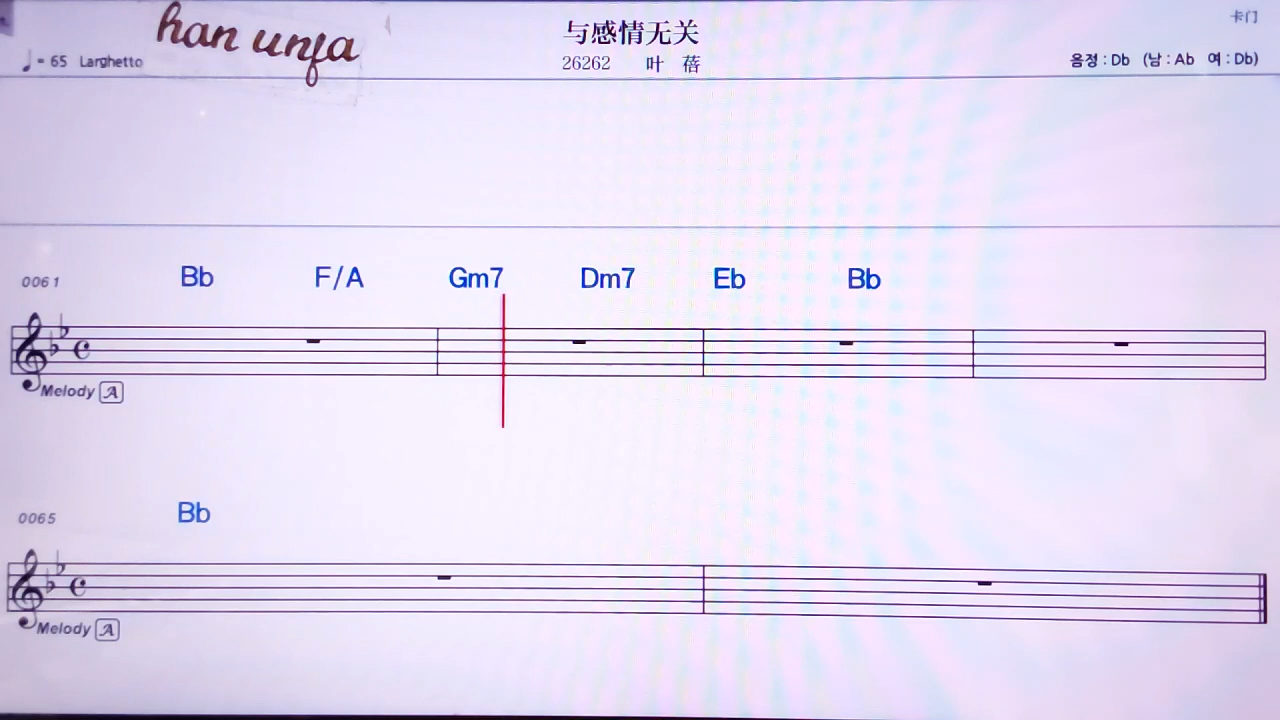 han unfa
与感情无关
卡门
♩= 65 Larghetto
26262 叶 蓓
음정 : Db (남 : Ab 여 : Db)
0061 Bb F/A Gm7 Dm7 Eb Bb
Melody A
0065 Bb
Melody A